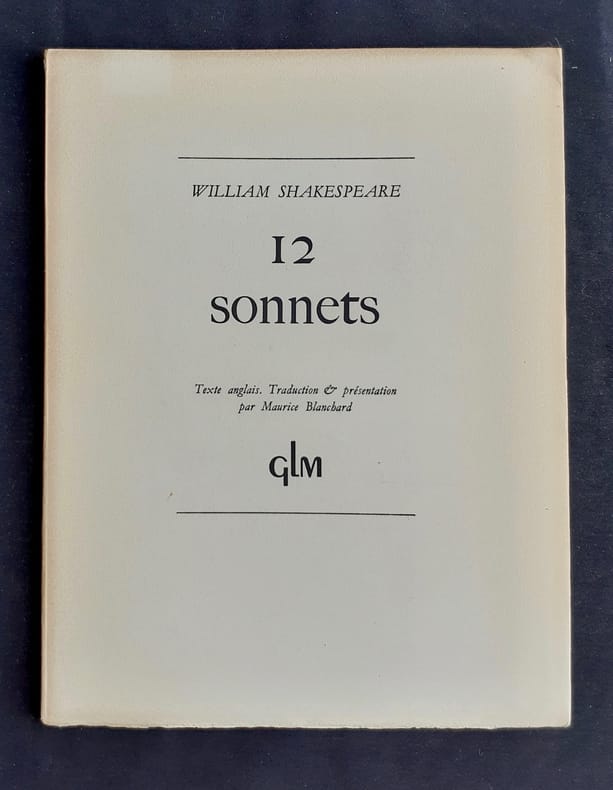 WILLIAM SHAKESPEARE
12
sonnets
Texte anglais. Traduction & présentation
par Maurice Blanchard
GLM